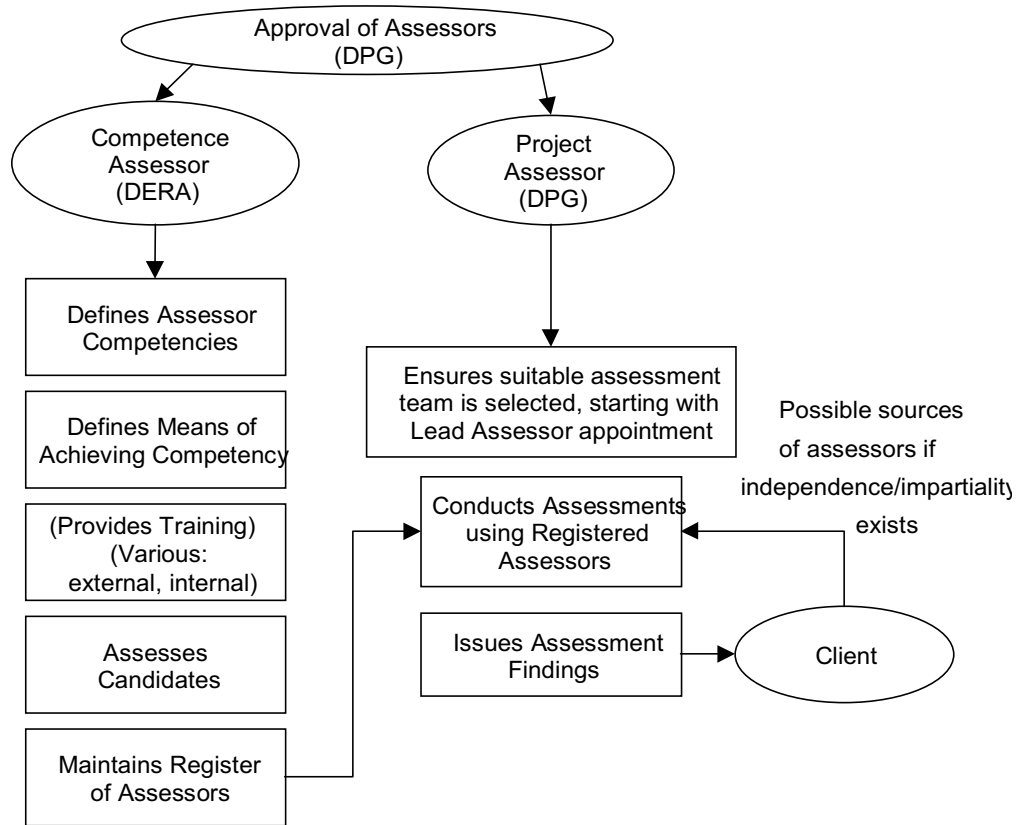 Approval of Assessors
(DPG)
Competence
Assessor
(DERA)
Project
Assessor
(DPG)
Defines Assessor
Competencies
Defines Means of
Achieving Competency
(Provides Training)
(Various:
external, internal)
Assesses
Candidates
Maintains Register
of Assessors
Ensures suitable assessment
team is selected, starting with
Lead Assessor appointment
Conducts Assessments
using Registered
Assessors
Issues Assessment
Findings
Possible sources
of assessors if
independence/impartiality
exists
Client